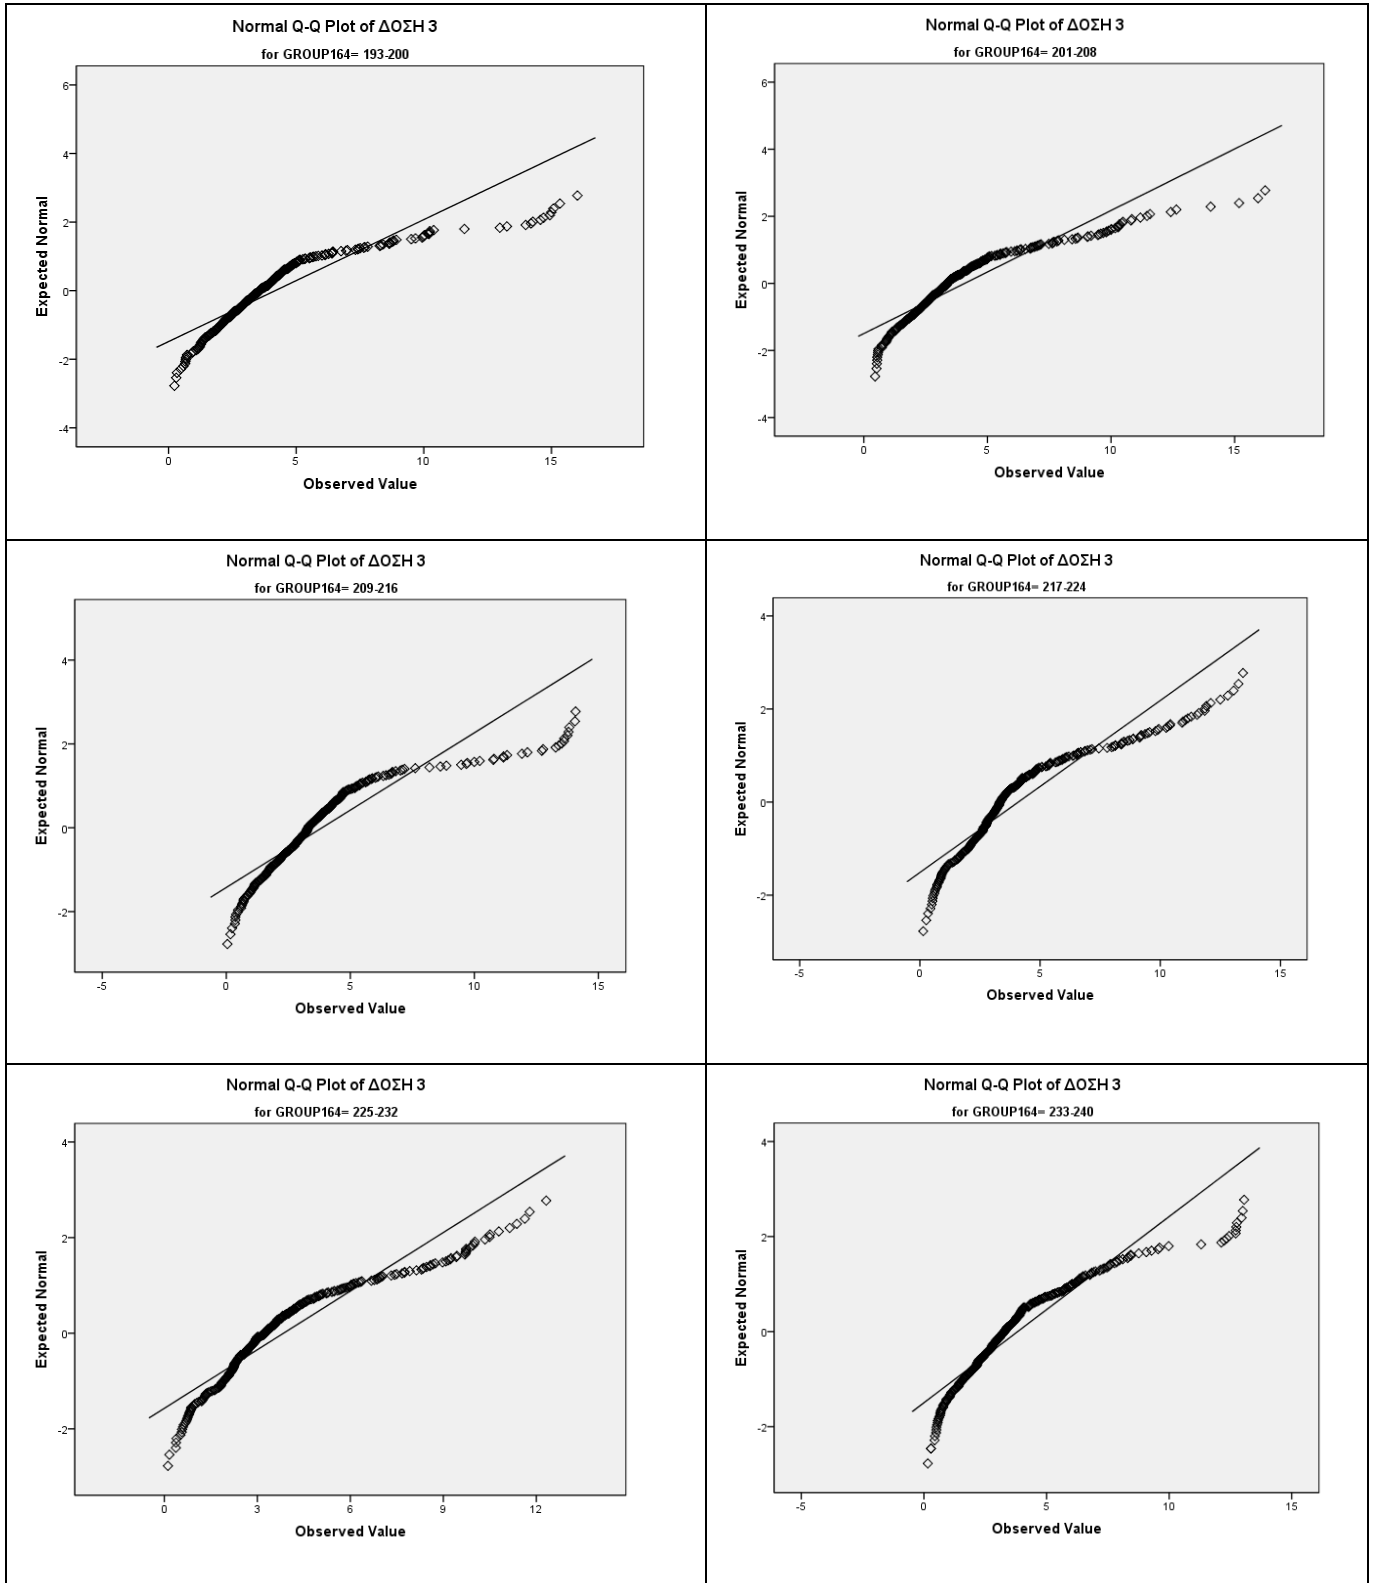 Normal Q-Q Plot of ΔΟΣΗ 3
for GROUP164= 193-200
6
4
2
0
-2
-4
Expected Normal
0 5 10 15
Observed Value
Normal Q-Q Plot of ΔΟΣΗ 3
for GROUP164= 201-208
6
4
2
0
-2
-4
Expected Normal
0 5 10 15
Observed Value
Normal Q-Q Plot of ΔΟΣΗ 3
for GROUP164= 209-216
4
2
0
-2
Expected Normal
-5 0 5 10 15
Observed Value
Normal Q-Q Plot of ΔΟΣΗ 3
for GROUP164= 217-224
4
2
0
-2
Expected Normal
-5 0 5 10 15
Observed Value
Normal Q-Q Plot of ΔΟΣΗ 3
for GROUP164= 225-232
4
2
0
-2
Expected Normal
0 3 6 9 12
Observed Value
Normal Q-Q Plot of ΔΟΣΗ 3
for GROUP164= 233-240
4
2
0
-2
Expected Normal
-5 0 5 10 15
Observed Value